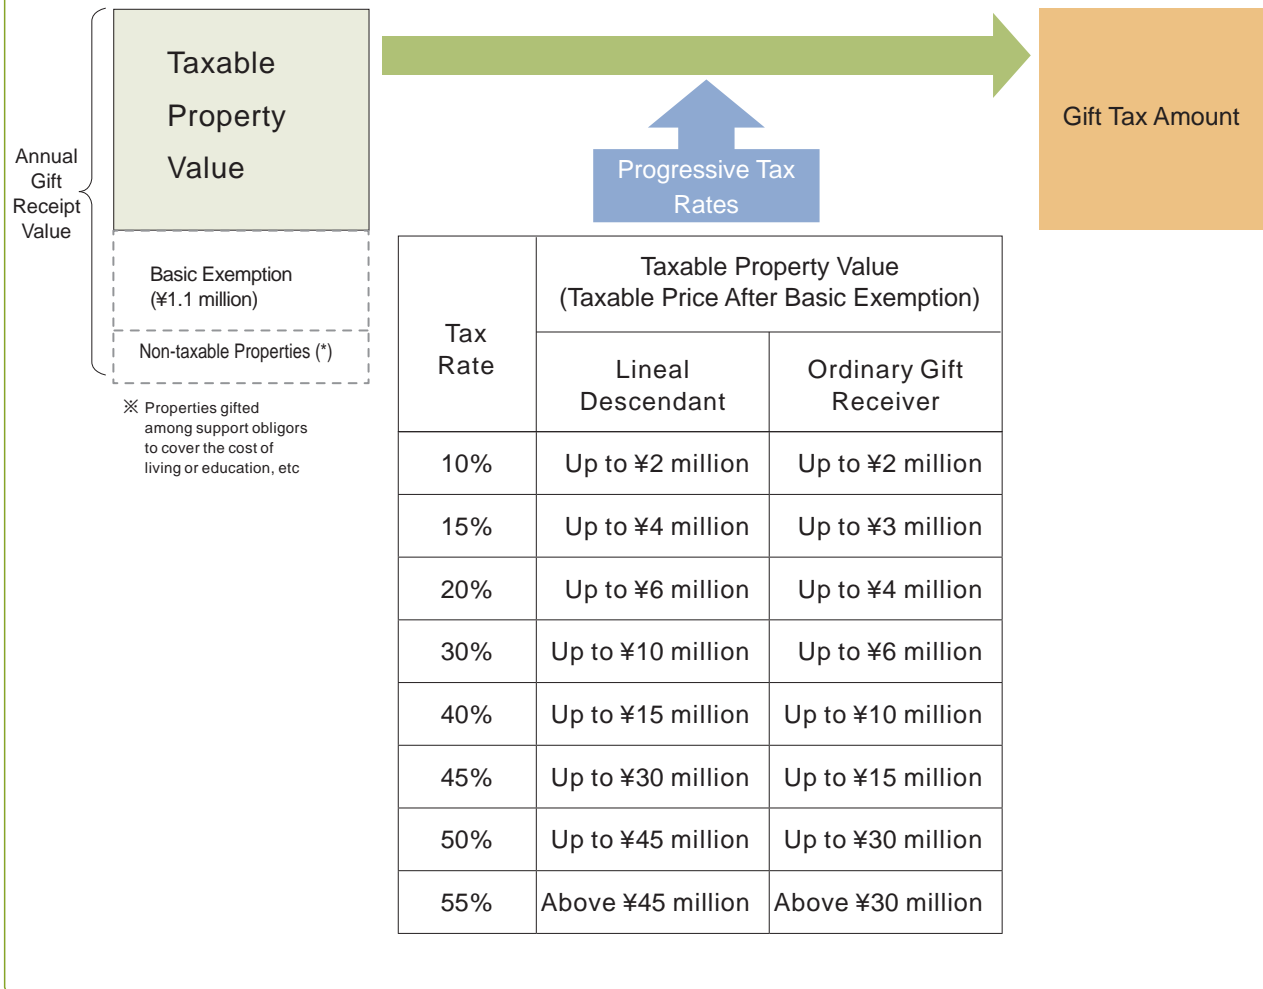 Annual
Gift
Receipt
Value
Taxable
Property
Value
Basic Exemption
(¥1.1 million)
Non-taxable Properties (*)
※ Properties gifted
among support obligors
to cover the cost of
living or education, etc
Progressive Tax
Rates
Gift Tax Amount
Tax
Rate
Taxable Property Value
(Taxable Price After Basic Exemption)
Lineal
Descendant
Ordinary Gift
Receiver
10% Up to ¥2 million Up to ¥2 million
15% Up to ¥4 million Up to ¥3 million
20% Up to ¥6 million Up to ¥4 million
30% Up to ¥10 million Up to ¥6 million
40% Up to ¥15 million Up to ¥10 million
45% Up to ¥30 million Up to ¥15 million
50% Up to ¥45 million Up to ¥30 million
55% Above ¥45 million Above ¥30 million